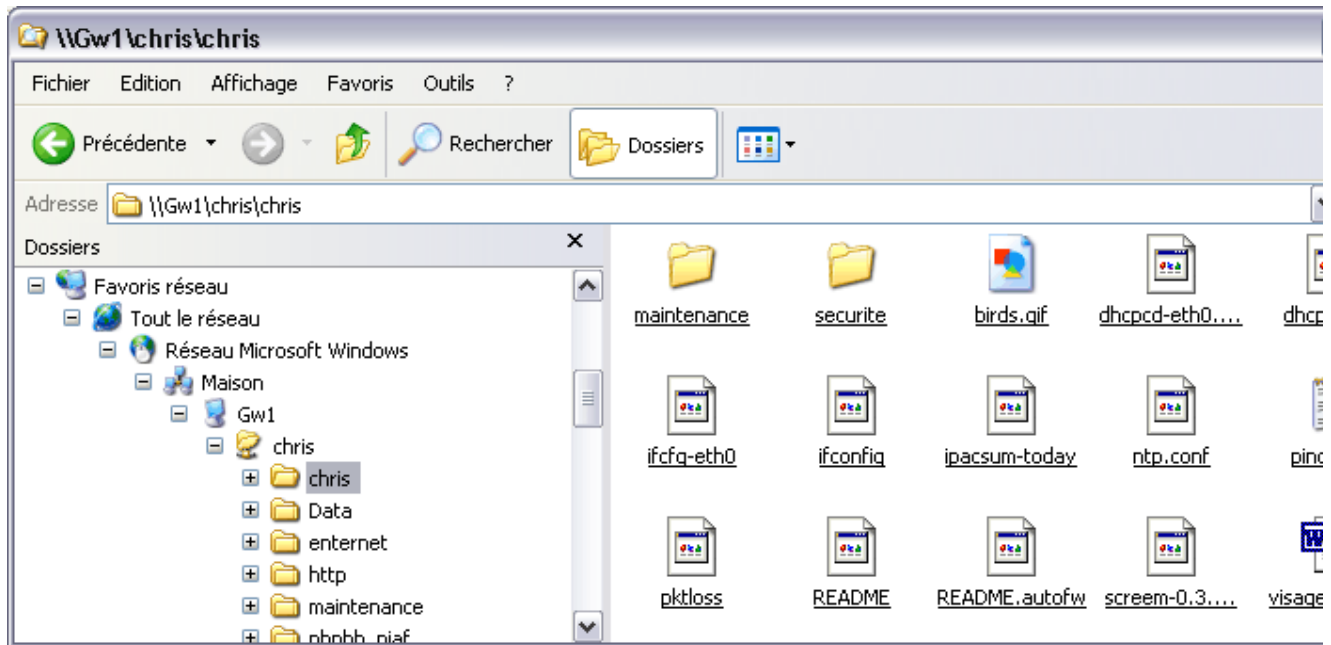 \\Gw1\chris\chris
Fichier Edition Affichage Favoris Outils ?
Précédente Rechercher Dossiers
Adresse \\Gw1\chris\chris
Dossiers
Favoris réseau
Tout le réseau
Réseau Microsoft Windows
Maison
Gw1
chris
chris
Data
enternet
http
maintenance
maintenance securite birds.gif dhcpcd-eth0.... dhcp
ifcfg-eth0 ifconfig ipacsum-today ntp.conf
pktloss README README.autofw screem-0.3.... visage